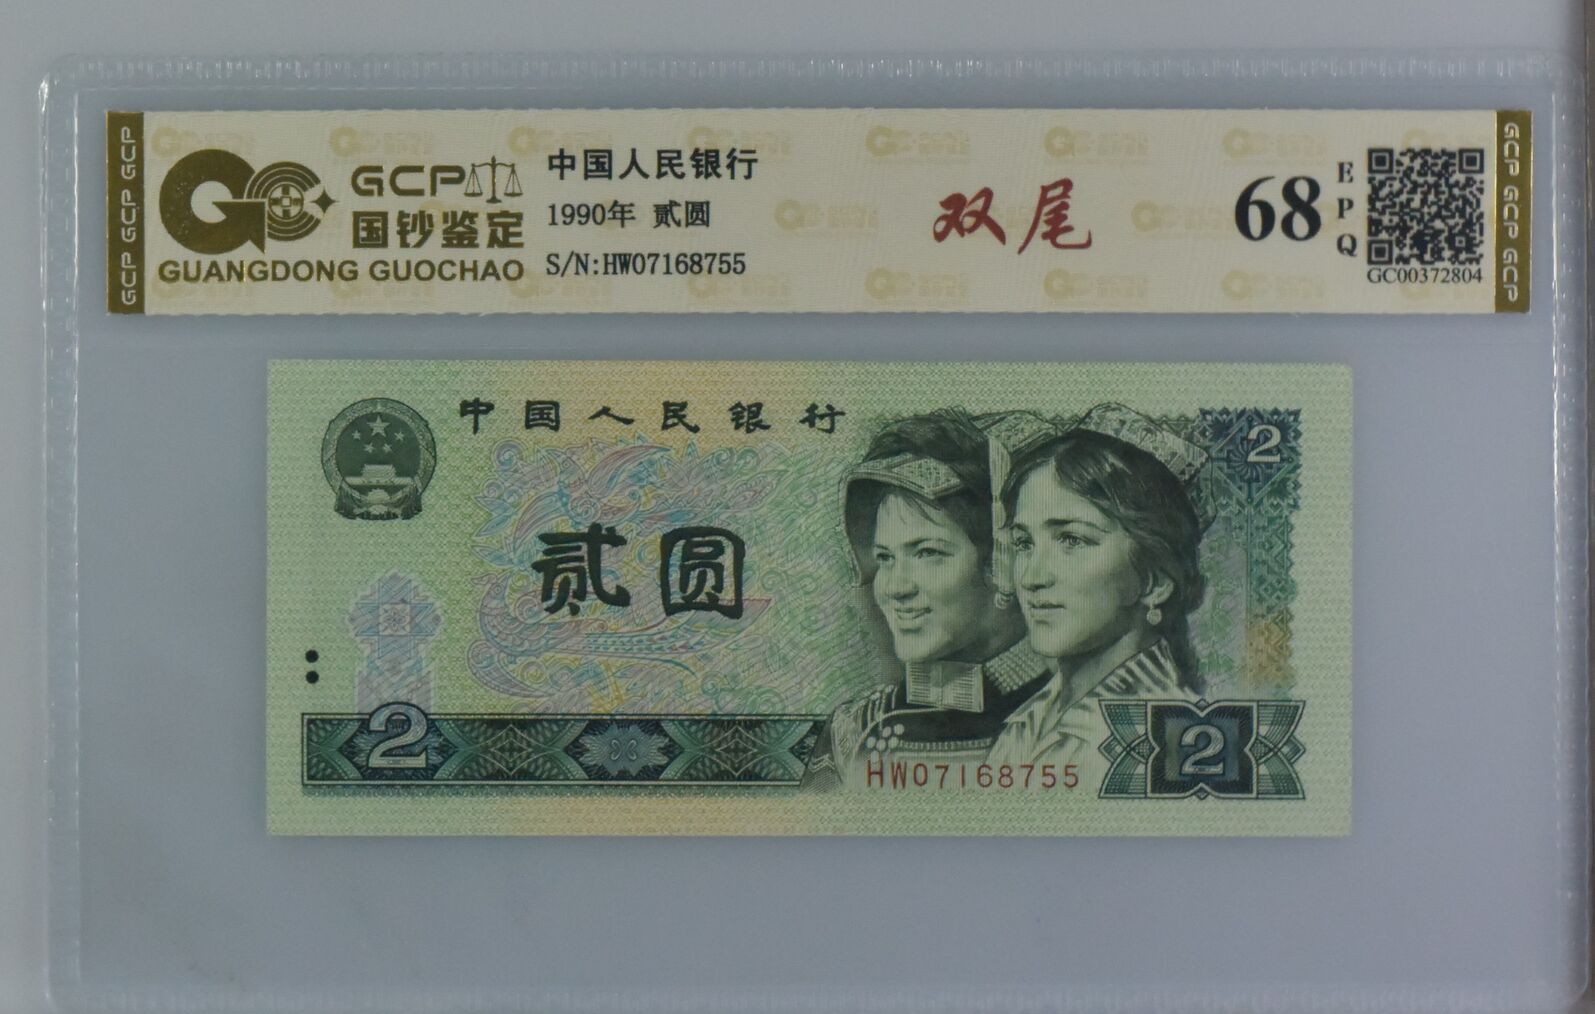 GCP GCP GCP
GCP
国钞鉴定
GUANGDONG GUOCHAO
中国人民银行
1990年 贰圆
S/N:HW07168755
双尾
68
EPQ
GC00372804
GCP GCP GCP
中国人民银行
2
贰圆
2
HW07168755
2